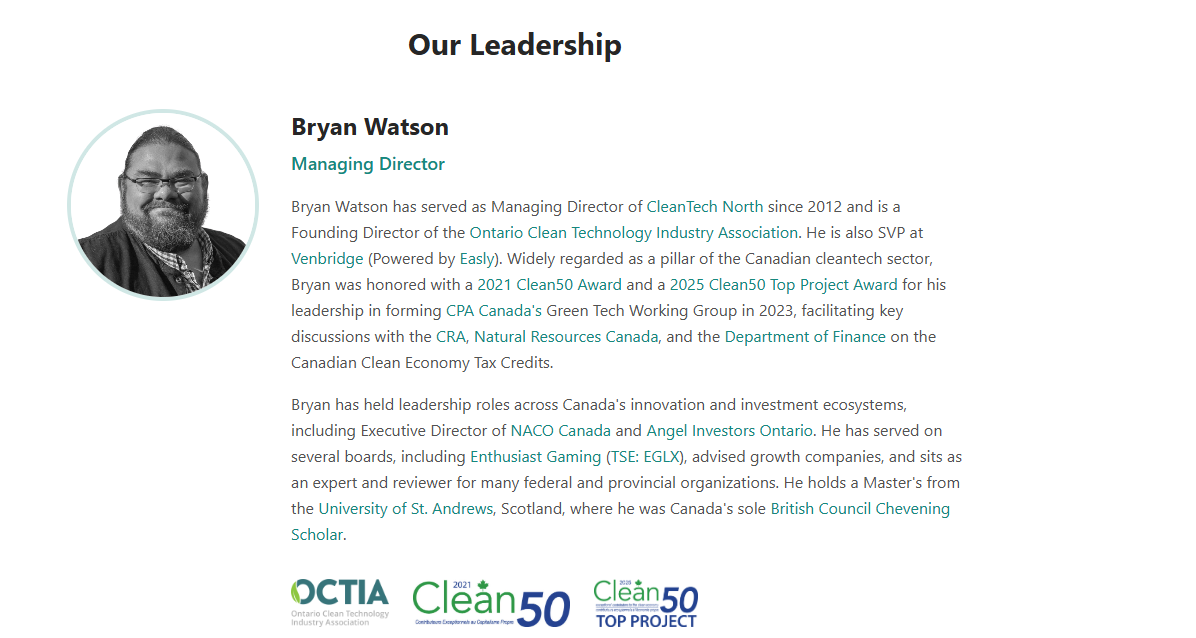 Our Leadership
Bryan Watson
Managing Director
Bryan Watson has served as Managing Director of CleanTech North since 2012 and is a
Founding Director of the Ontario Clean Technology Industry Association. He is also SVP at
Venbridge (Powered by Easly). Widely regarded as a pillar of the Canadian cleantech sector,
Bryan was honored with a 2021 Clean50 Award and a 2025 Clean50 Top Project Award for his
leadership in forming CPA Canada's Green Tech Working Group in 2023, facilitating key
discussions with the CRA, Natural Resources Canada, and the Department of Finance on the
Canadian Clean Economy Tax Credits.
Bryan has held leadership roles across Canada's innovation and investment ecosystems,
including Executive Director of NACO Canada and Angel Investors Ontario. He has served on
several boards, including Enthusiast Gaming (TSE: EGLX), advised growth companies, and sits as
an expert and reviewer for many federal and provincial organizations. He holds a Master's from
the University of St. Andrews, Scotland, where he was Canada's sole British Council Chevening
Scholar.
OCTIA
Ontario Clean Technology
Industry Association
2021
Clean50
Contributeurs Exceptionnels au Capitalisme Propre
2025
Clean50
TOP PROJECT